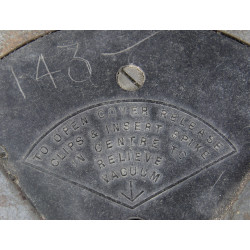 143
TO OPEN COVER RELEASE
CLIPS & INSERT SPIKE
IN CENTRE TO
RELIEVE
VACUUM